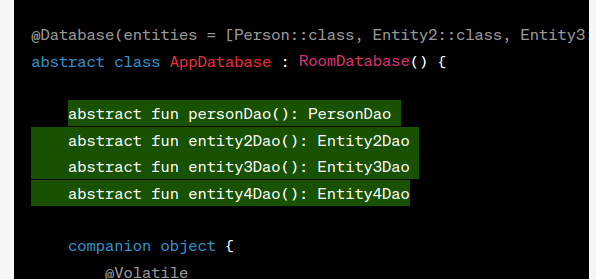 @Database(entities = [Person::class, Entity2::class, Entity3
abstract class AppDatabase : RoomDatabase() {
abstract fun personDao(): PersonDao
abstract fun entity2Dao(): Entity2Dao
abstract fun entity3Dao(): Entity3Dao
abstract fun entity4Dao(): Entity4Dao
companion object {
@Volatile